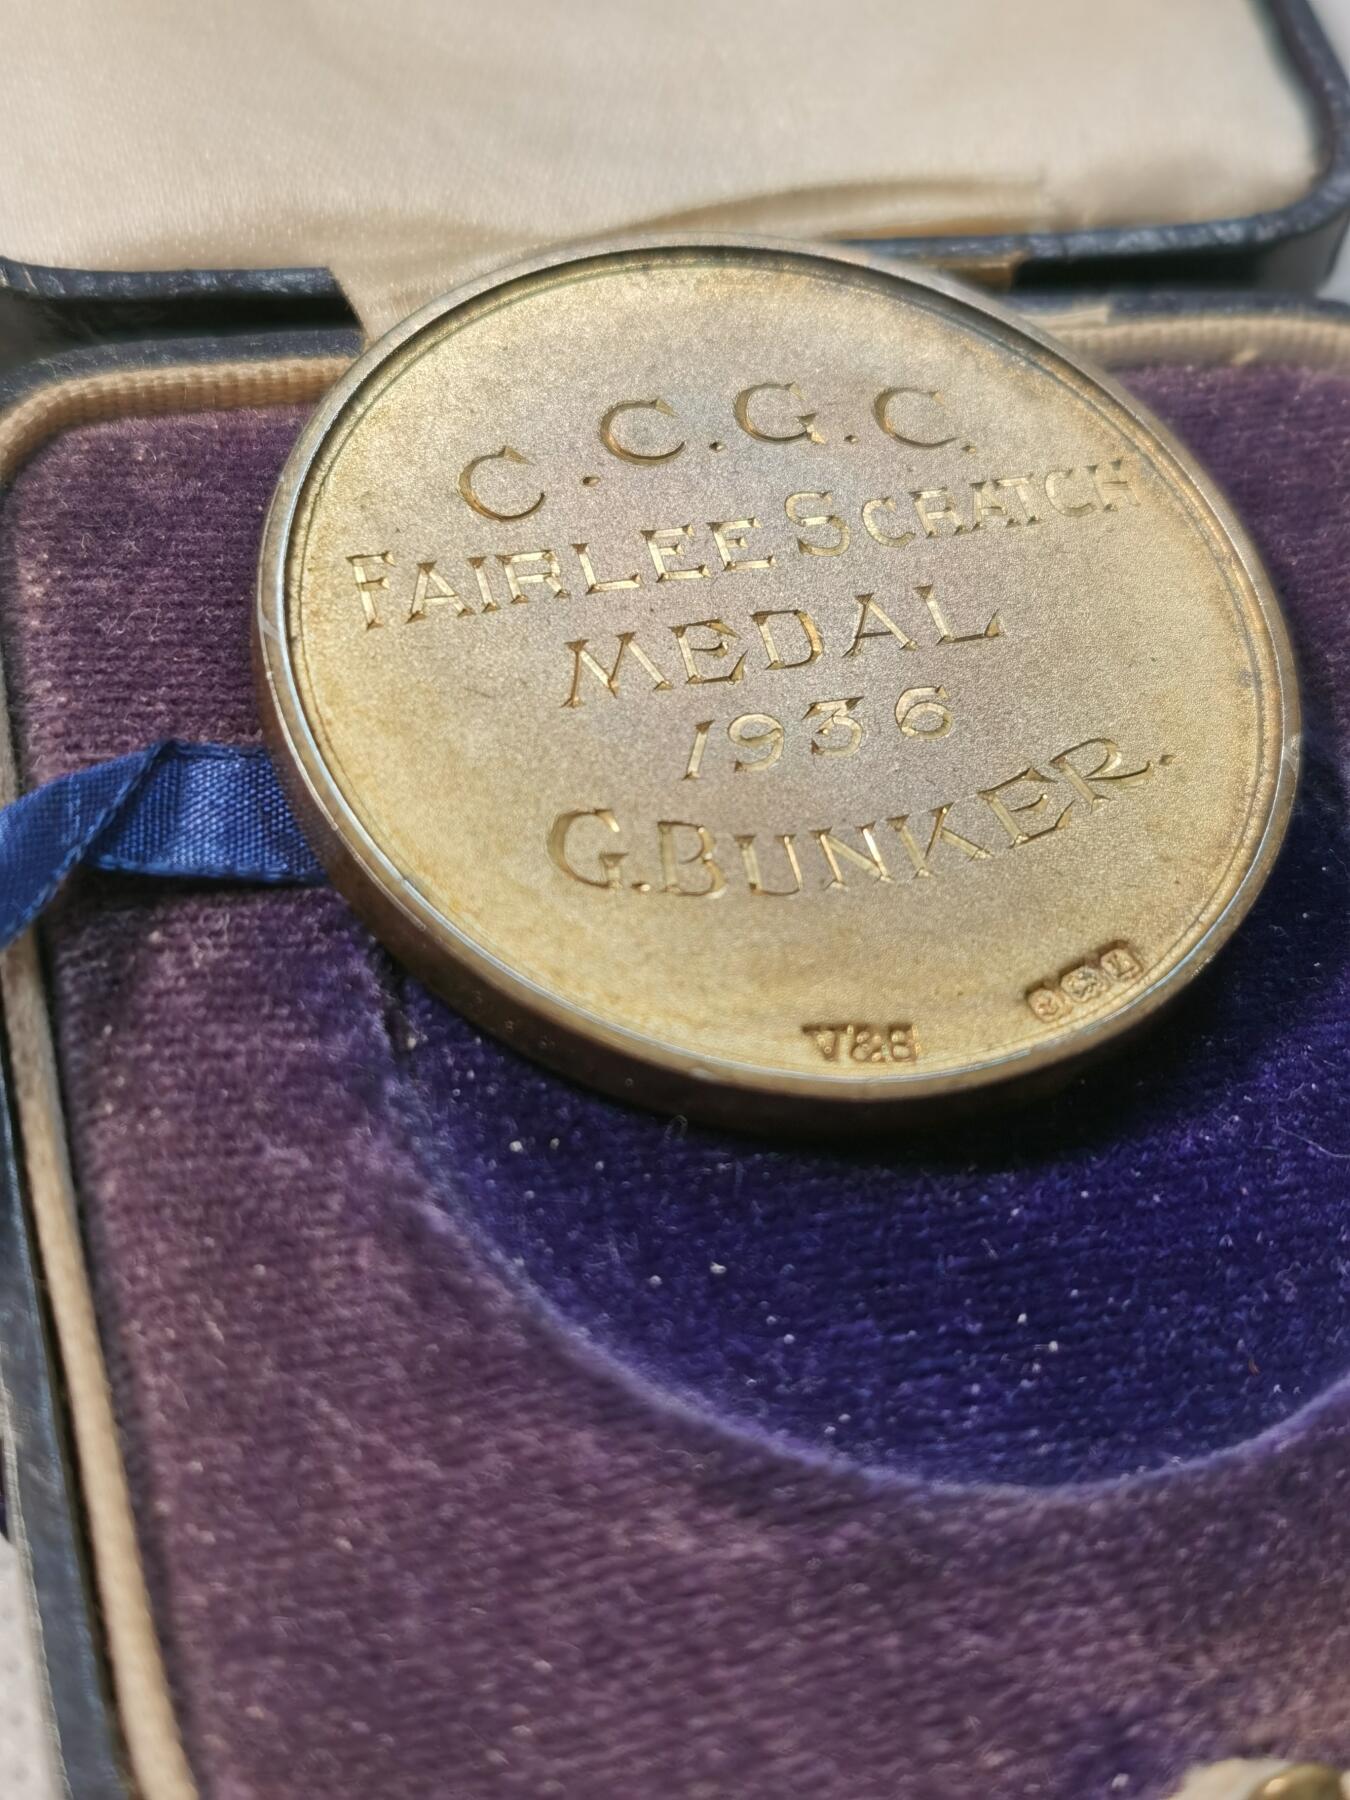 C.C.G.C.
FAIRLEE SCRATCH
MEDAL
1936
G.BUNKER.
V&S